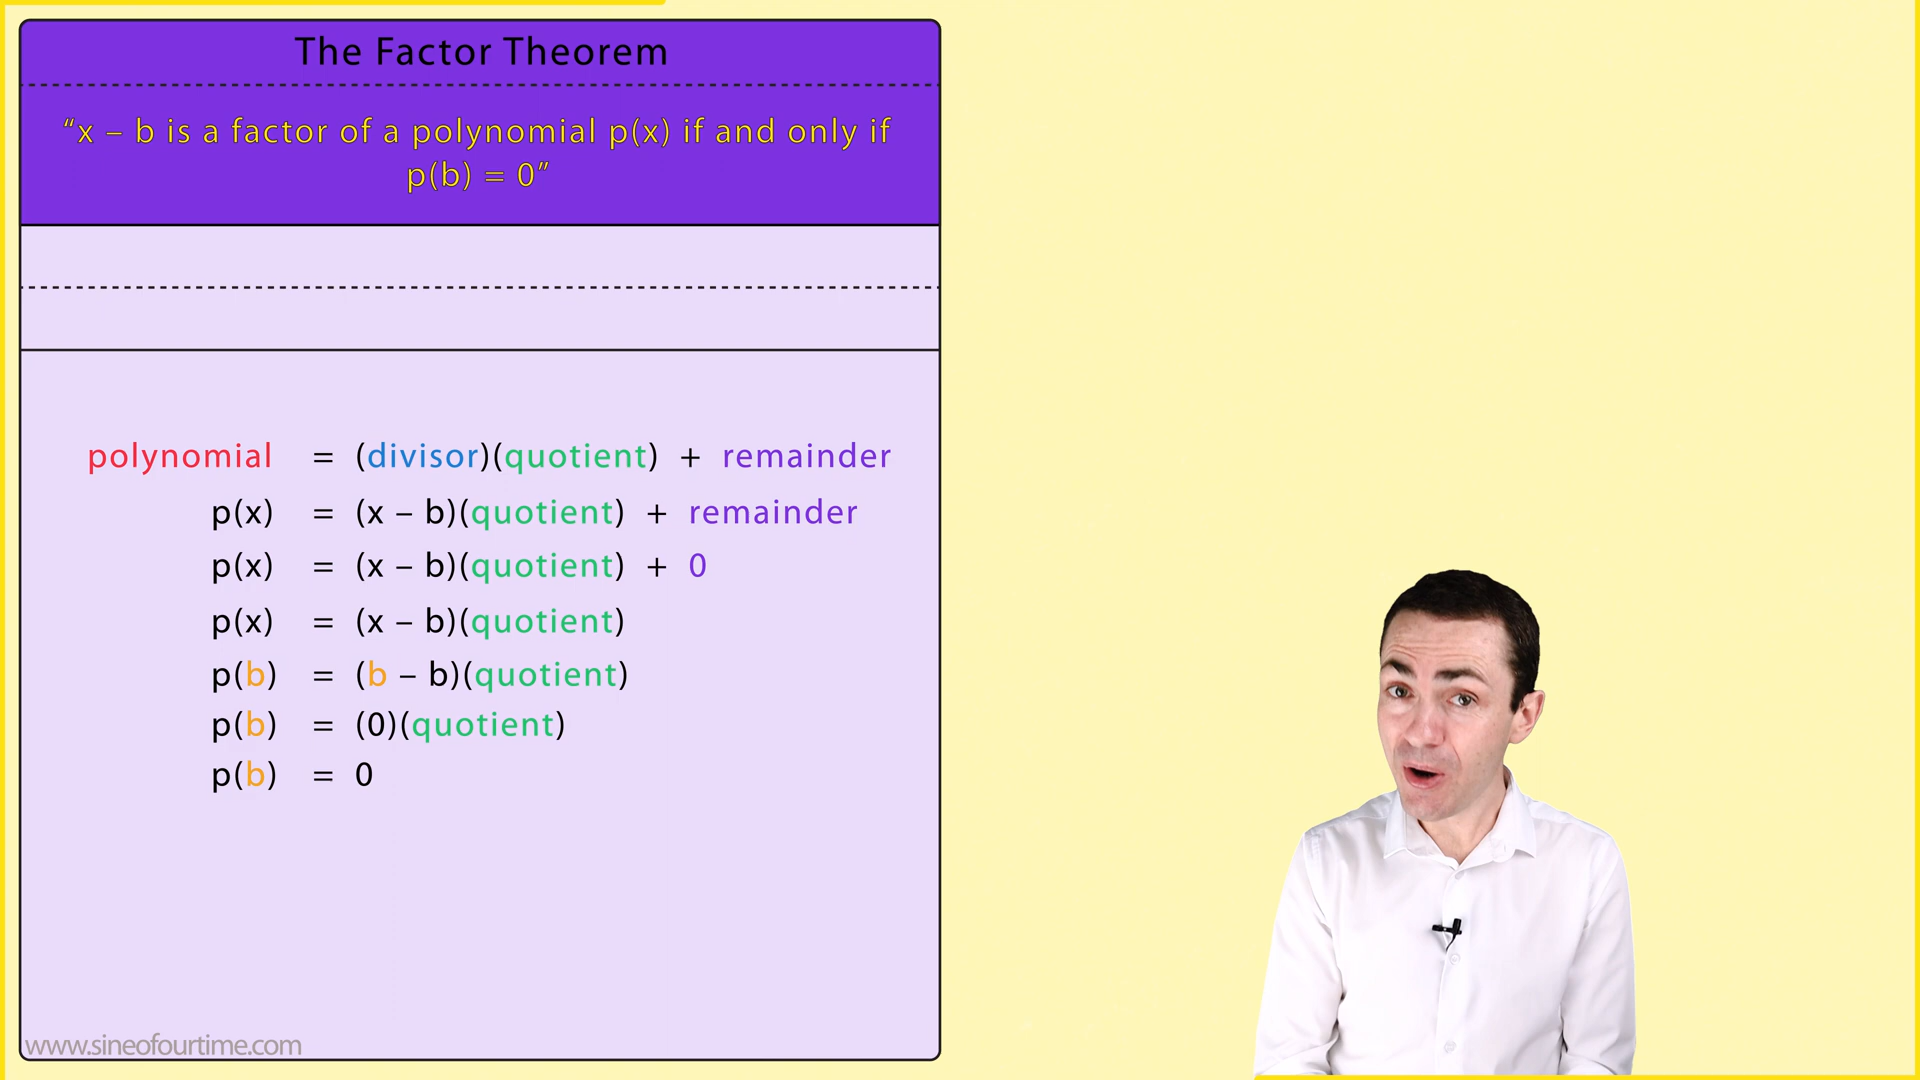 The Factor Theorem
“x – b is a factor of a polynomial p(x) if and only if
p(b) = 0”
polynomial = (divisor)(quotient) + remainder
p(x) = (x – b)(quotient) + remainder
p(x) = (x – b)(quotient) + 0
p(x) = (x – b)(quotient)
p(b) = (b – b)(quotient)
p(b) = (0)(quotient)
p(b) = 0
www.sineofourtime.com